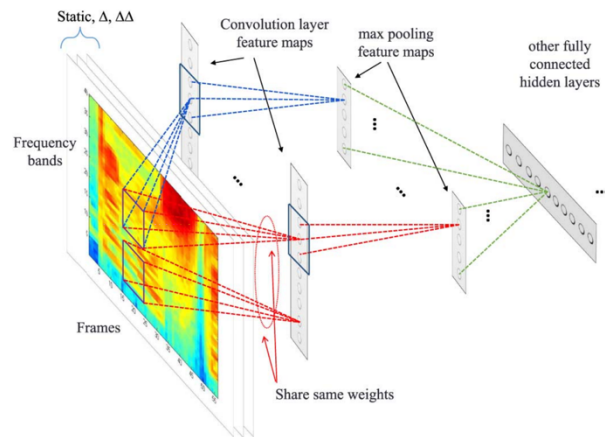 Static, Δ, ΔΔ
Convolution layer
feature maps
max pooling
feature maps
other fully
connected
hidden layers
Frequency
bands
Frames
Share same weights